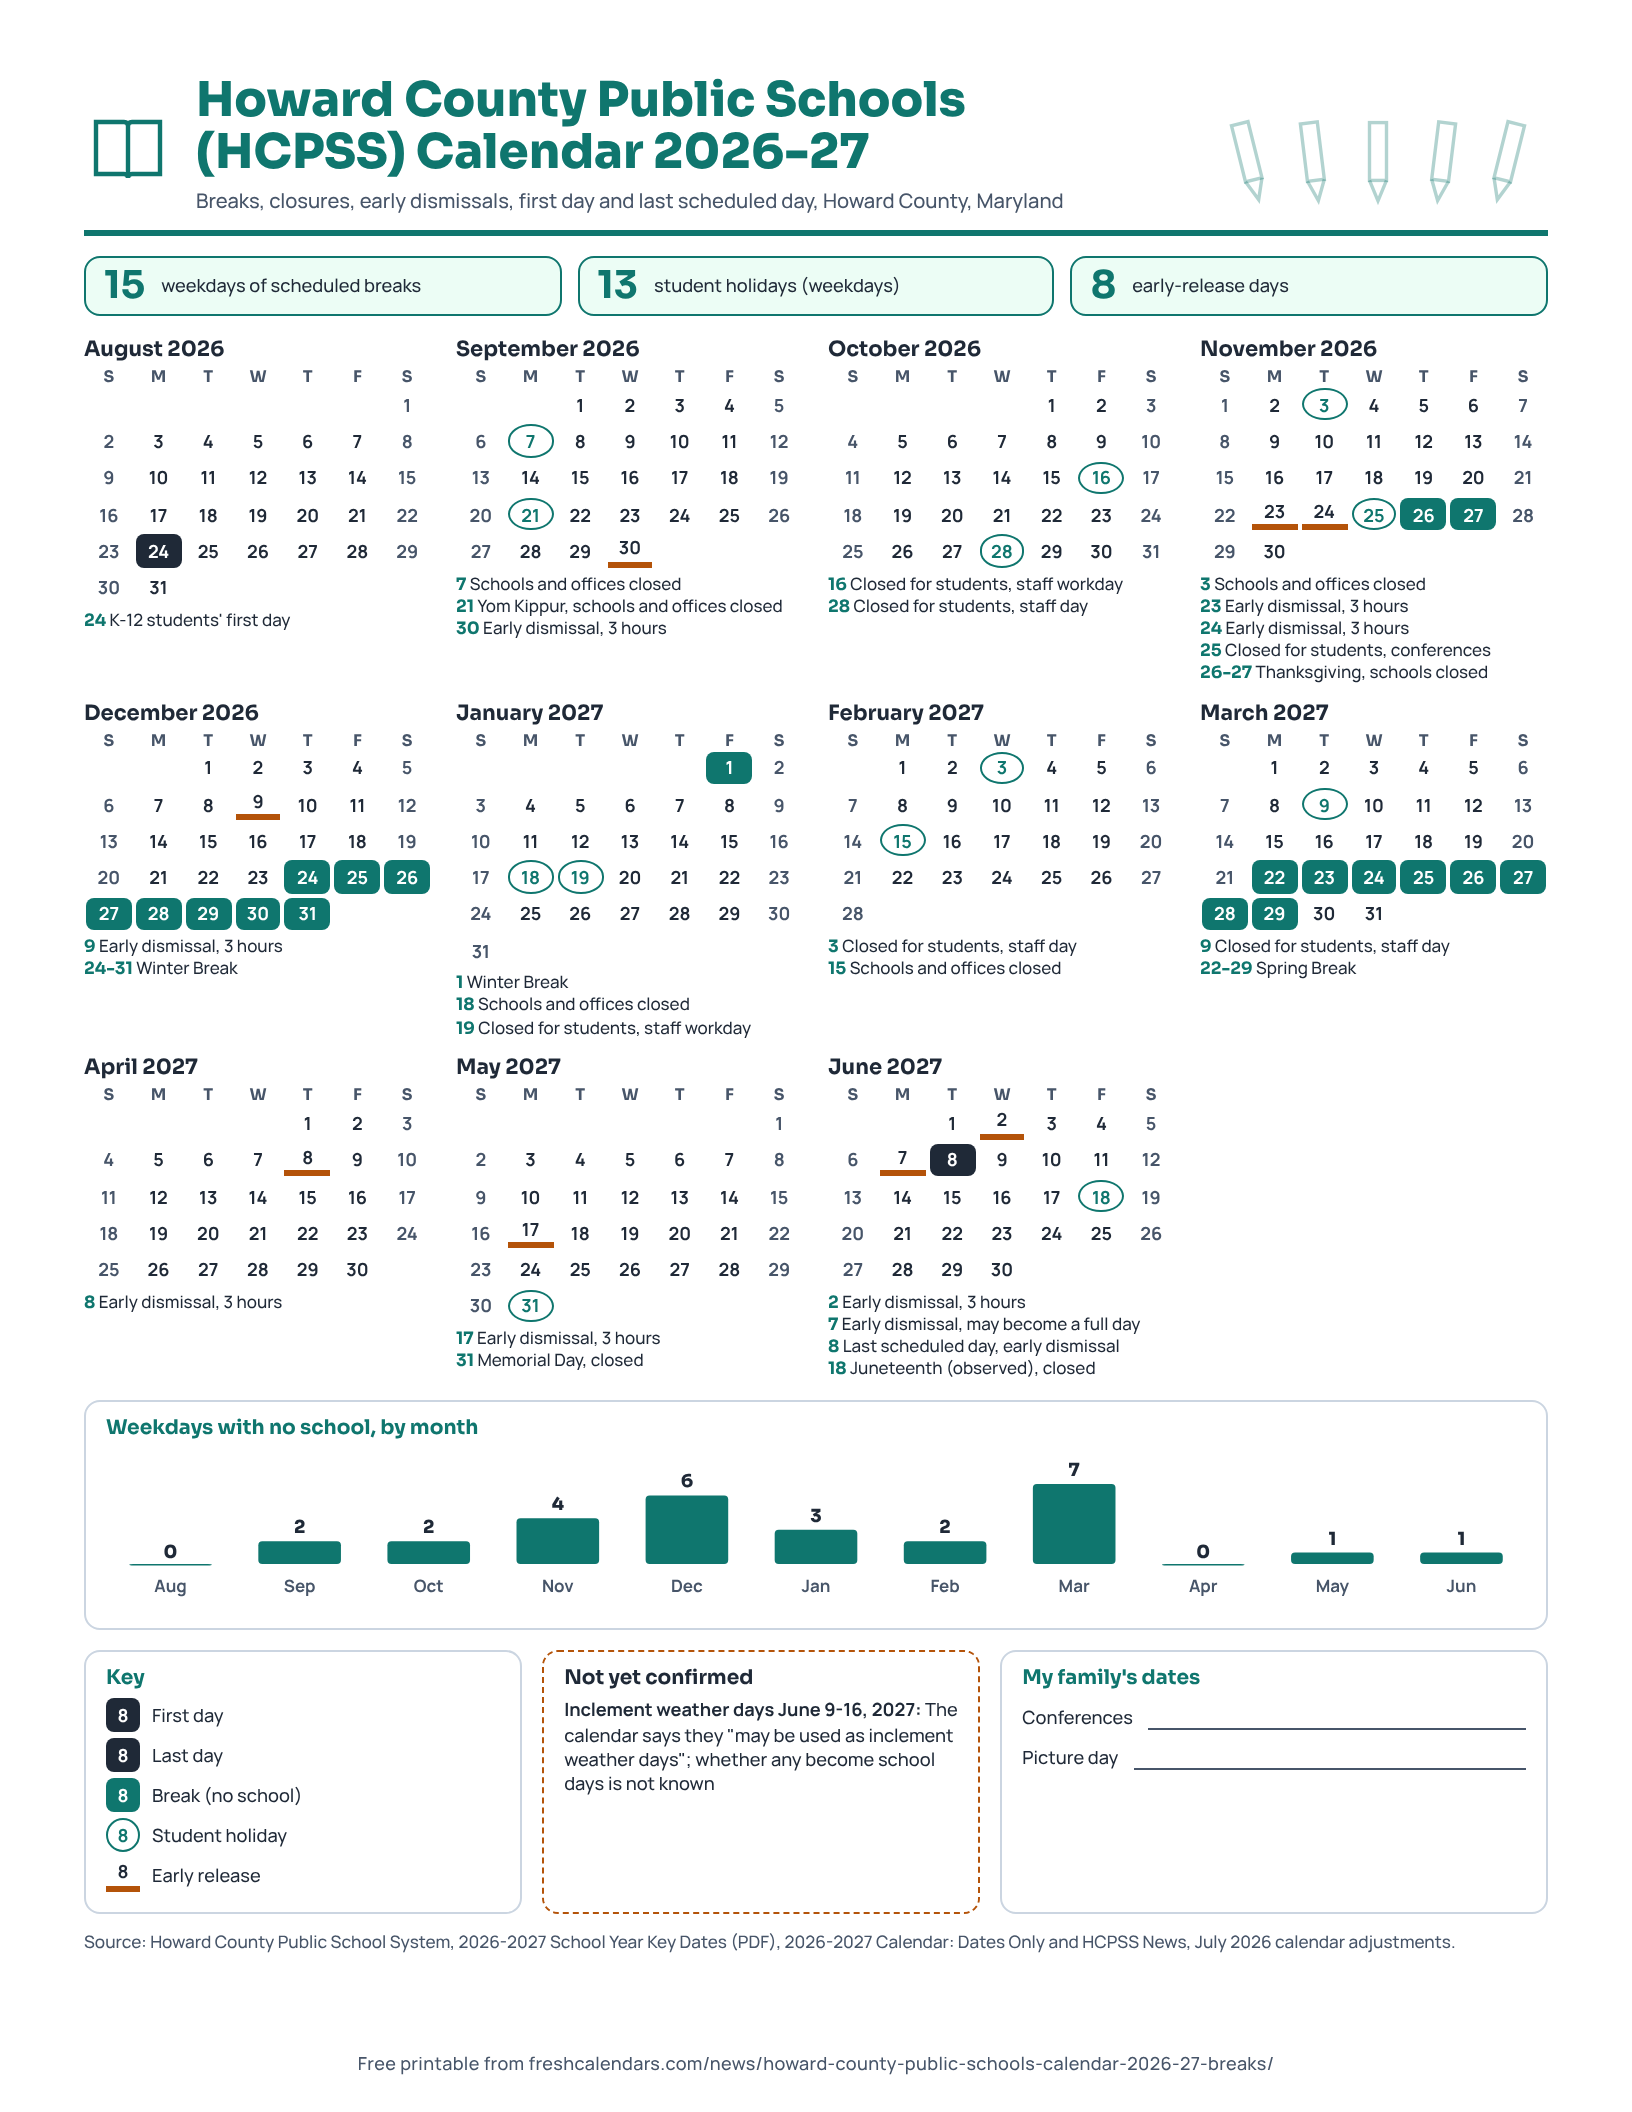 Howard County Public Schools
(HCPSS) Calendar 2026-27
Breaks, closures, early dismissals, first day and last scheduled day, Howard County, Maryland
15 weekdays of scheduled breaks
13 student holidays (weekdays)
8 early-release days
August 2026
S M T W T F S
1
2 3 4 5 6 7 8
9 10 11 12 13 14 15
16 17 18 19 20 21 22
23 24 25 26 27 28 29
30 31
24 K-12 students' first day
September 2026
S M T W T F S
1 2 3 4 5
6 7 8 9 10 11 12
13 14 15 16 17 18 19
20 21 22 23 24 25 26
27 28 29 30
7 Schools and offices closed
21 Yom Kippur, schools and offices closed
30 Early dismissal, 3 hours
October 2026
S M T W T F S
1 2 3
4 5 6 7 8 9 10
11 12 13 14 15 16 17
18 19 20 21 22 23 24
25 26 27 28 29 30 31
16 Closed for students, staff workday
28 Closed for students, staff day
November 2026
S M T W T F S
1 2 3 4 5 6 7
8 9 10 11 12 13 14
15 16 17 18 19 20 21
22 23 24 25 26 27 28
29 30
3 Schools and offices closed
23 Early dismissal, 3 hours
24 Early dismissal, 3 hours
25 Closed for students, conferences
26-27 Thanksgiving, schools closed
December 2026
S M T W T F S
1 2 3 4 5
6 7 8 9 10 11 12
13 14 15 16 17 18 19
20 21 22 23 24 25 26
27 28 29 30 31
9 Early dismissal, 3 hours
24-31 Winter Break
January 2027
S M T W T F S
1 2
3 4 5 6 7 8 9
10 11 12 13 14 15 16
17 18 19 20 21 22 23
24 25 26 27 28 29 30
31
1 Winter Break
18 Schools and offices closed
19 Closed for students, staff workday
February 2027
S M T W T F S
1 2 3 4 5 6
7 8 9 10 11 12 13
14 15 16 17 18 19 20
21 22 23 24 25 26 27
28
3 Closed for students, staff day
15 Schools and offices closed
March 2027
S M T W T F S
1 2 3 4 5 6
7 8 9 10 11 12 13
14 15 16 17 18 19 20
21 22 23 24 25 26 27
28 29 30 31
9 Closed for students, staff day
22-29 Spring Break
April 2027
S M T W T F S
1 2 3
4 5 6 7 8 9 10
11 12 13 14 15 16 17
18 19 20 21 22 23 24
25 26 27 28 29 30
8 Early dismissal, 3 hours
May 2027
S M T W T F S
1
2 3 4 5 6 7 8
9 10 11 12 13 14 15
16 17 18 19 20 21 22
23 24 25 26 27 28 29
30 31
17 Early dismissal, 3 hours
31 Memorial Day, closed
June 2027
S M T W T F S
1 2 3 4 5
6 7 8 9 10 11 12
13 14 15 16 17 18 19
20 21 22 23 24 25 26
27 28 29 30
2 Early dismissal, 3 hours
7 Early dismissal, may become a full day
8 Last scheduled day, early dismissal
18 Juneteenth (observed), closed
Weekdays with no school, by month
0 2 2 4 6 3 2 7 0 1 1
Aug Sep Oct Nov Dec Jan Feb Mar Apr May Jun
Key
8 First day
8 Last day
8 Break (no school)
8 Student holiday
8 Early release
Not yet confirmed
Inclement weather days June 9-16, 2027: The
calendar says they "may be used as inclement
weather days"; whether any become school
days is not known
My family's dates
Conferences
Picture day
Source: Howard County Public School System, 2026-2027 School Year Key Dates (PDF), 2026-2027 Calendar: Dates Only and HCPSS News, July 2026 calendar adjustments.
Free printable from freshcalendars.com/news/howard-county-public-schools-calendar-2026-27-breaks/